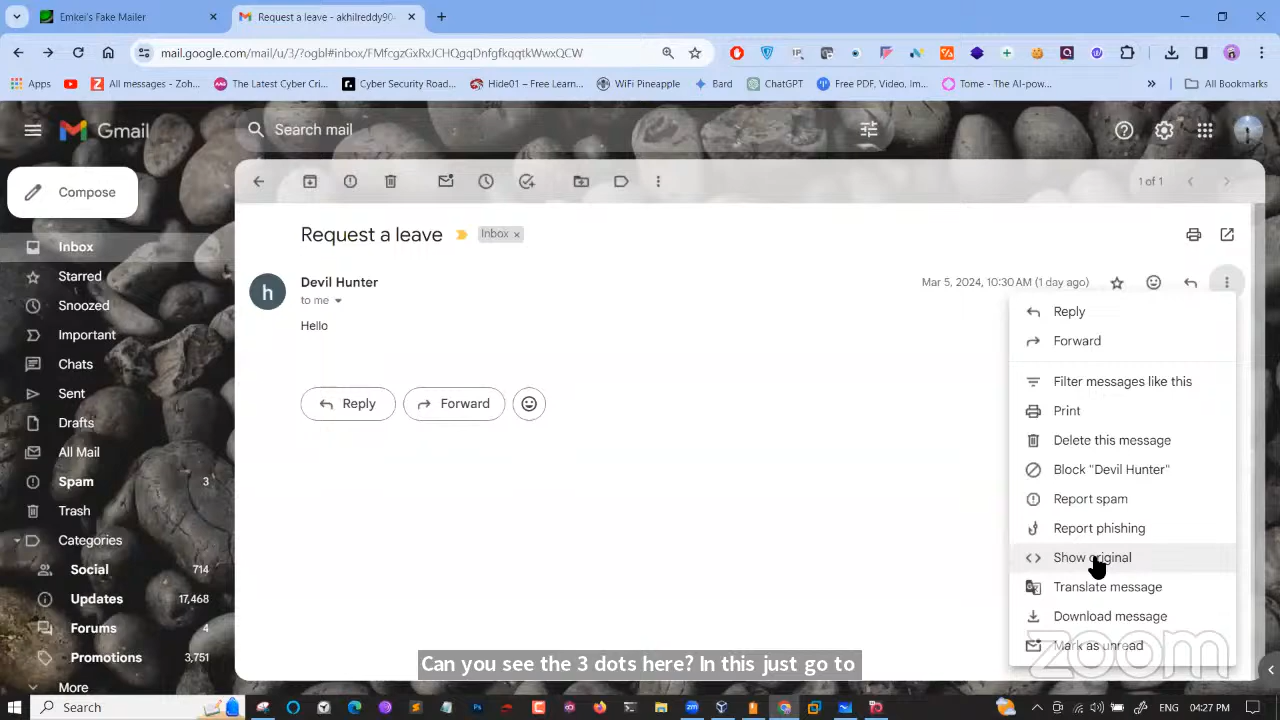 Emkei's Fake Mailer
Request a leave - akhilreddy90-
mail.google.com/mail/u/3/?ogbl#inbox/FMfcgzGxRxJCHQgqDnfgfkqqtkWwxQCW
Apps
Z All members - Zoh...
The Latest Cyber Cri...
Cyber Security Road...
Hide01 - Free Downl...
WiFi Pineapple
Bard
ChatGPT
Free PDF, Video, Im...
Tome - The AI-pow...
All Bookmarks
Gmail
Search mail
Compose
1 of 1
Inbox
Starred
Snoozed
Important
Chats
Sent
Drafts
All Mail
Spam 3
Trash
Categories
Social 714
Updates 17,468
Forums 4
Promotions 3,751
More
Request a leave
Inbox x
h
Devil Hunter
to me
Mar 5, 2024, 10:30 AM (1 day ago)
Hello
Reply
Forward
Reply
Forward
Filter messages like this
Print
Delete this message
Block "Devil Hunter"
Report spam
Report phishing
Show original
Translate message
Download message
Mark as unread
zoom
Can you see the 3 dots here? In this just go to
Search
ENG
04:27 PM